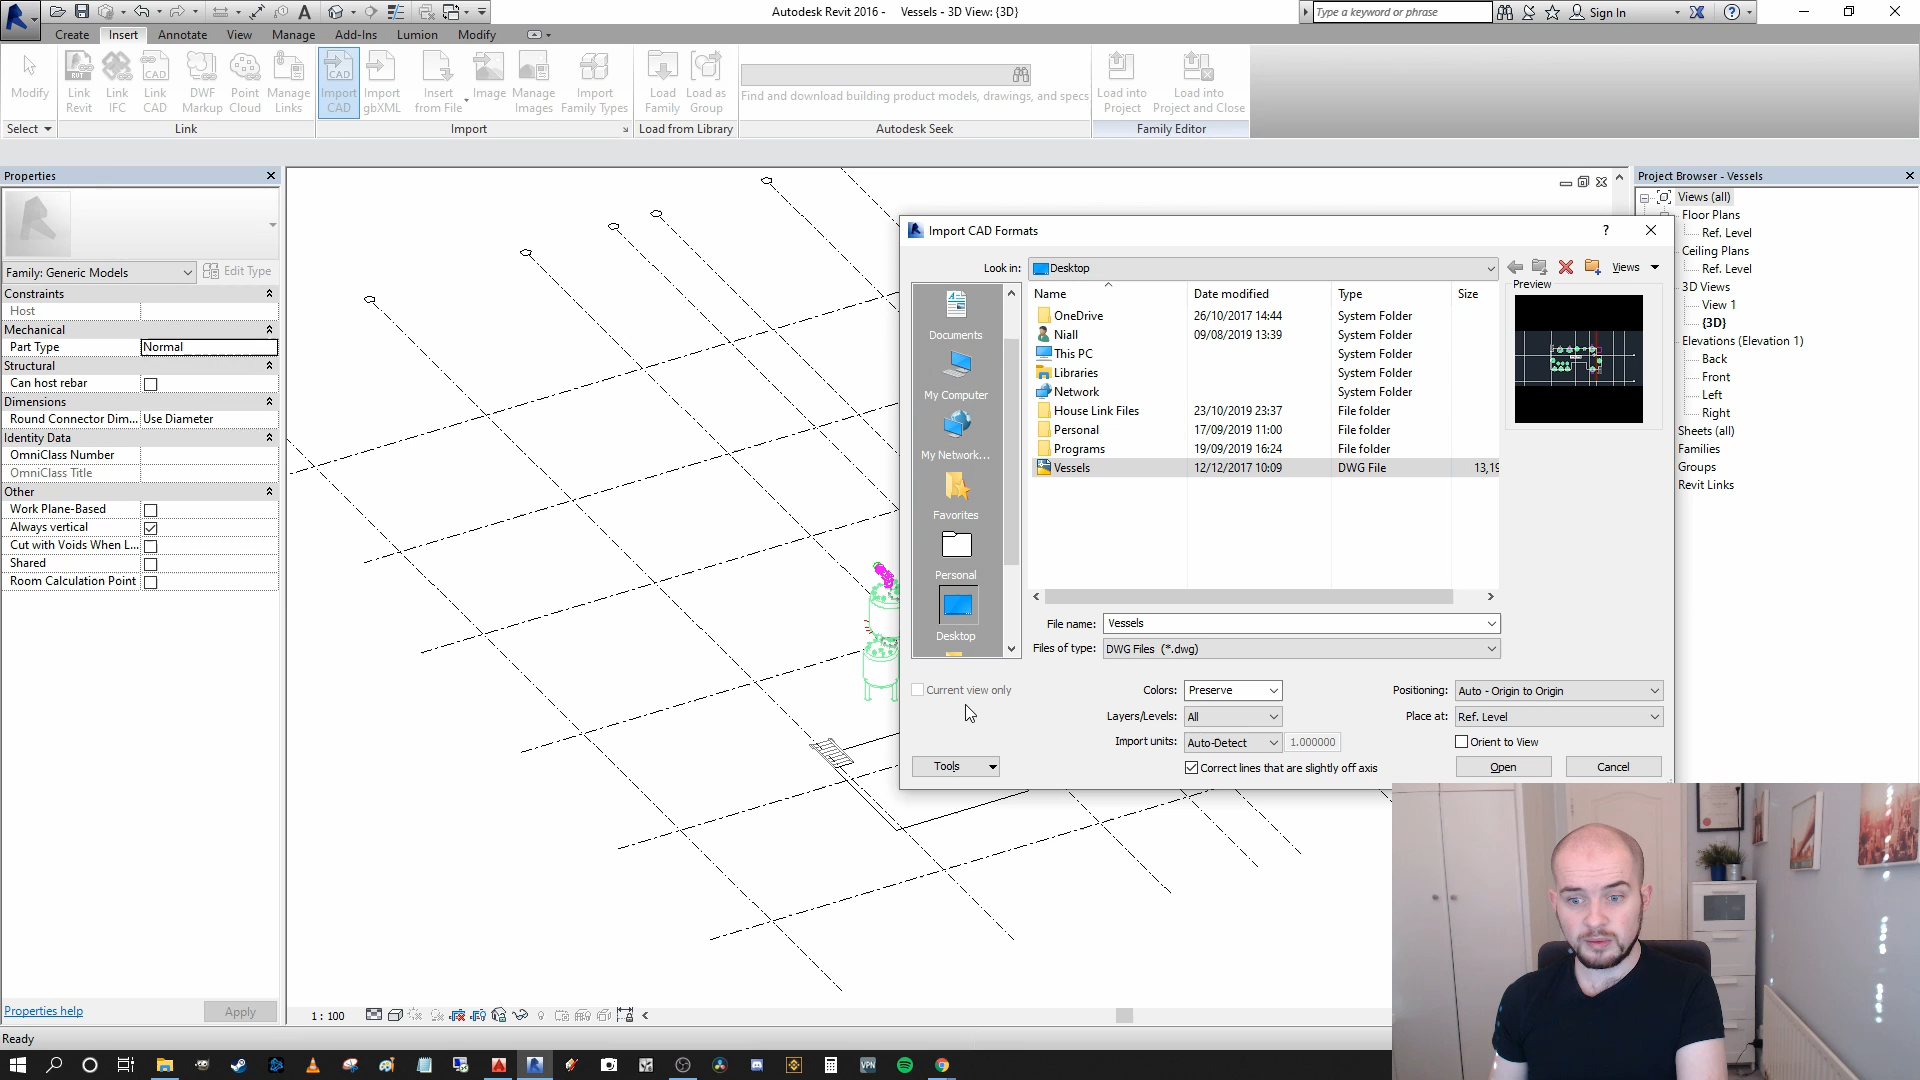 Autodesk Revit 2016 - Vessels - 3D View: {3D}
Type a keyword or phrase
Sign In
Create Insert Annotate View Manage Add-Ins Lumion Modify
Modify
Link Revit
Link IFC
Link CAD
DWF Markup
Point Cloud
Manage Links
Import CAD
Import gbXML
Insert from File
Image
Manage Images
Import Family Types
Load Family
Load as Group
Find and download building product models, drawings, and specs
Load into Project
Load into Project and Close
Select
Link
Import
Load from Library
Autodesk Seek
Family Editor
Properties
Family: Generic Models
Edit Type
Constraints
Host
Mechanical
Part Type Normal
Structural
Can host rebar
Dimensions
Round Connector Dim... Use Diameter
Identity Data
OmniClass Number
OmniClass Title
Other
Work Plane-Based
Always vertical
Cut with Voids When L...
Shared
Room Calculation Point
Properties help
Apply
Ready
1 : 100
Import CAD Formats
Look in: Desktop
Views
Documents
My Computer
My Network...
Favorites
Personal
Desktop
Name Date modified Type Size
OneDrive 26/10/2017 14:44 System Folder
Niall 09/08/2019 13:39 System Folder
This PC System Folder
Libraries System Folder
Network System Folder
House Link Files 23/10/2019 23:37 File folder
Personal 17/09/2019 11:00 File folder
Programs 19/09/2019 16:24 File folder
Vessels 12/12/2017 10:09 DWG File 13,19
Preview
File name: Vessels
Files of type: DWG Files (*.dwg)
Current view only
Colors: Preserve
Layers/Levels: All
Import units: Auto-Detect 1.000000
Correct lines that are slightly off axis
Positioning: Auto - Origin to Origin
Place at: Ref. Level
Orient to View
Tools
Open
Cancel
Project Browser - Vessels
Views (all)
Floor Plans
Ref. Level
Ceiling Plans
Ref. Level
3D Views
View 1
{3D}
Elevations (Elevation 1)
Back
Front
Left
Right
Sheets (all)
Families
Groups
Revit Links
VPN